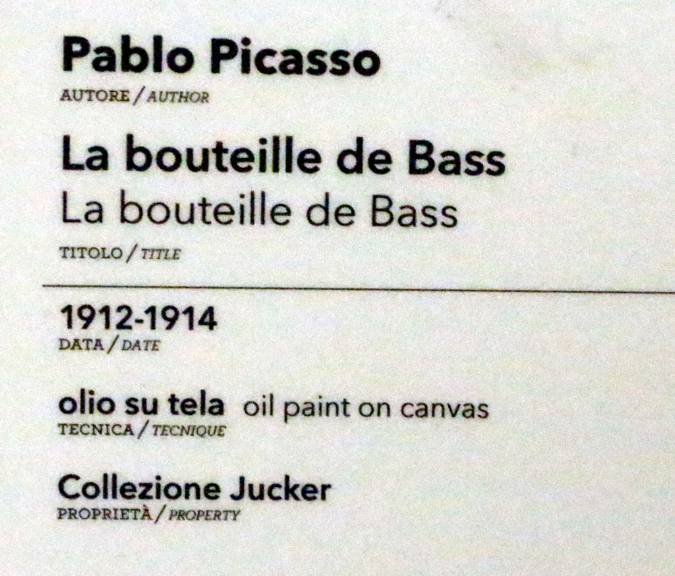 Pablo Picasso
AUTORE / AUTHOR
La bouteille de Bass
La bouteille de Bass
TITOLO / TITLE
1912-1914
DATA / DATE
olio su tela oil paint on canvas
TECNICA / TECNIQUE
Collezione Jucker
PROPRIETÀ / PROPERTY